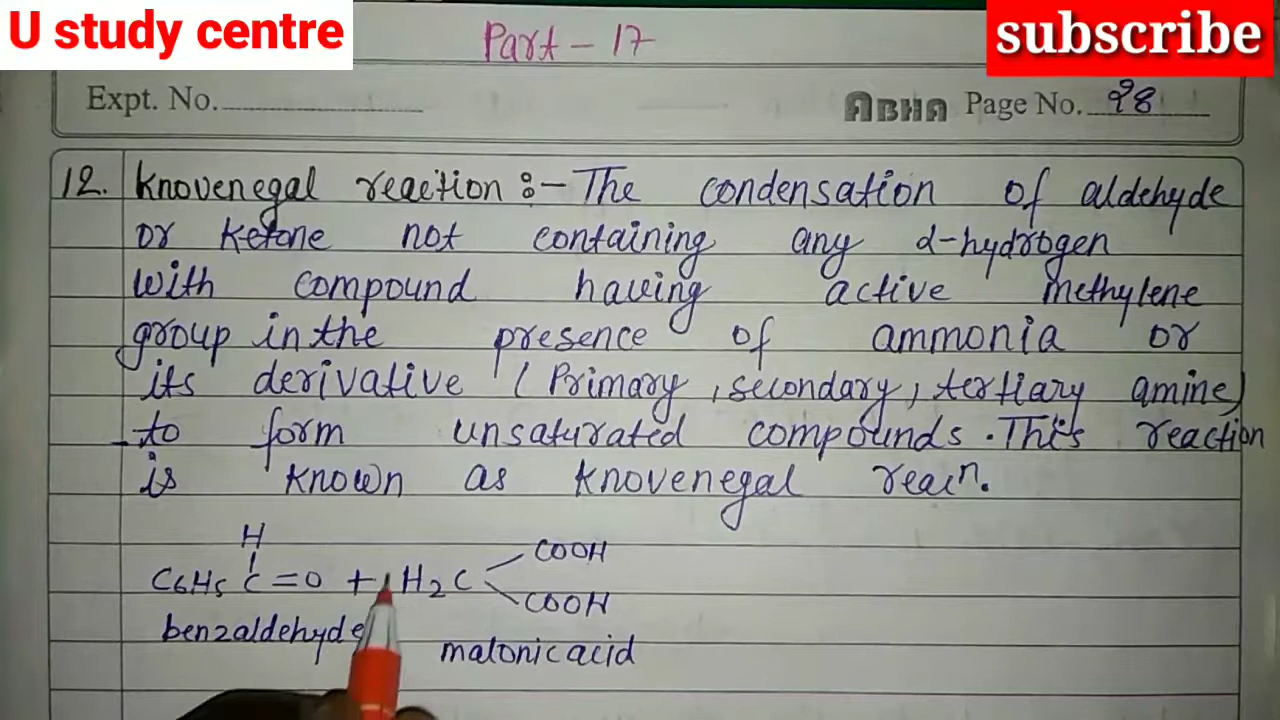 U study centre
Part - 17
subscribe
Expt. No.
ABHA Page No. 98
12. Knovenegal reaction :- The condensation of aldehyde
or Ketone not containing any α-hydrogen
with compound having active methylene
group in the presence of ammonia or
its derivative (Primary, secondary, tertiary amine)
to form unsaturated compounds. This reaction
is known as Knovenegal reacn.
H
C6H5 C=O + H2C
COOH
COOH
benzaldehyde
malonic acid